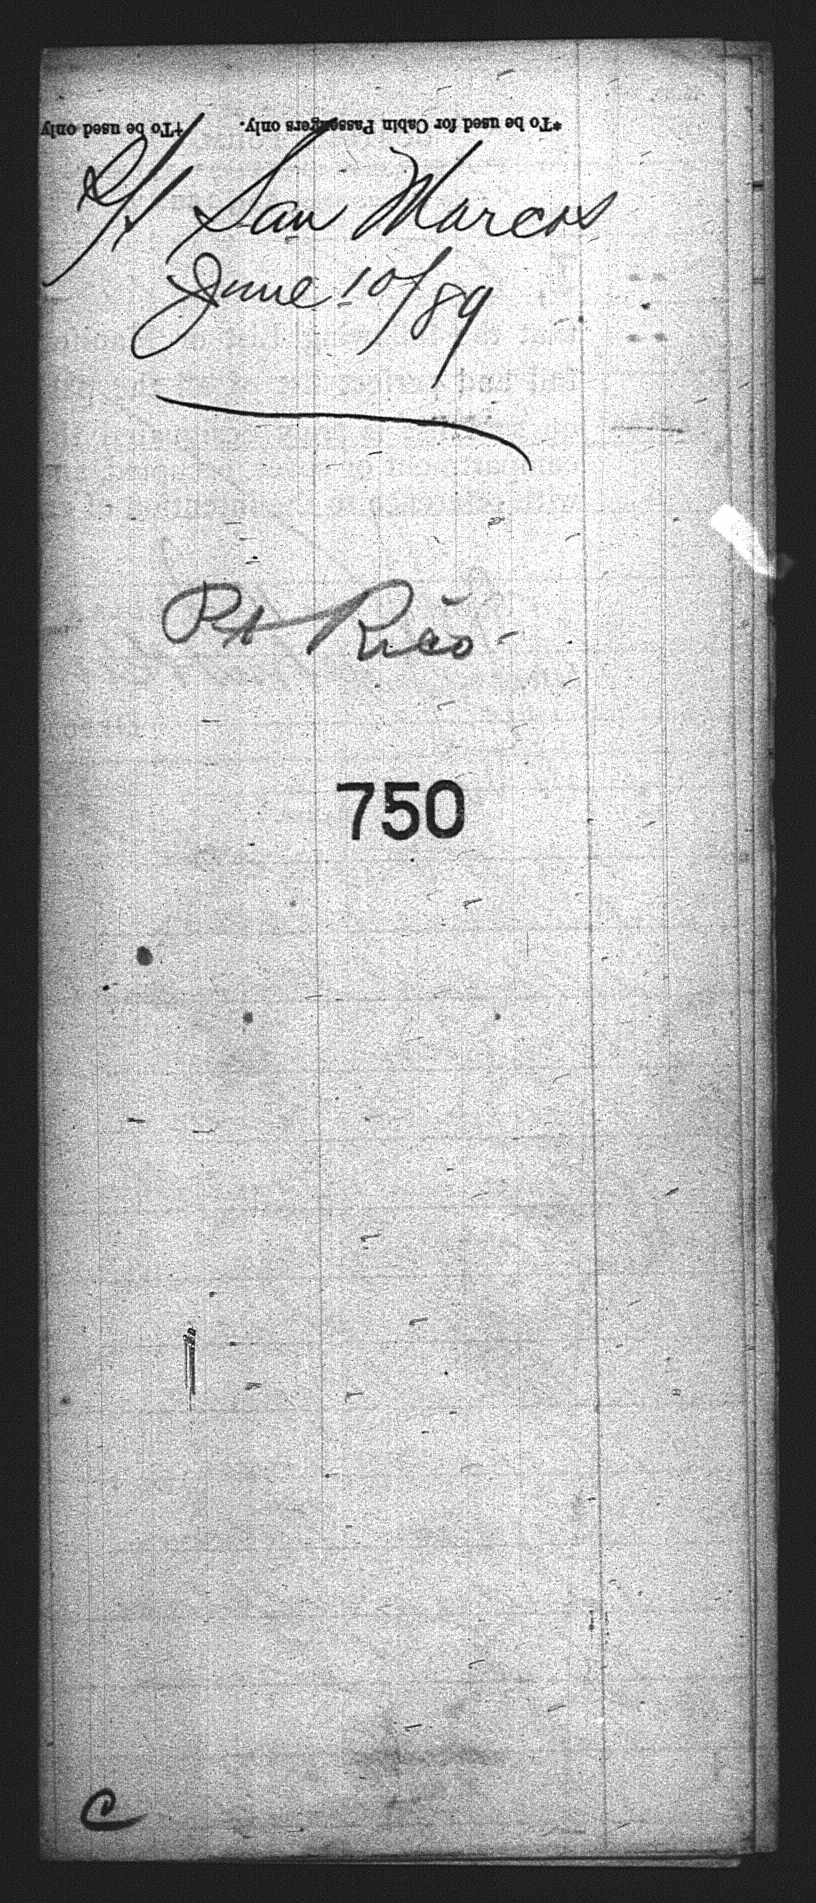 *To be used for Cabin Passengers only. †To be used only
S/S San Marcos
June 10/89
Pt Rico
750
C